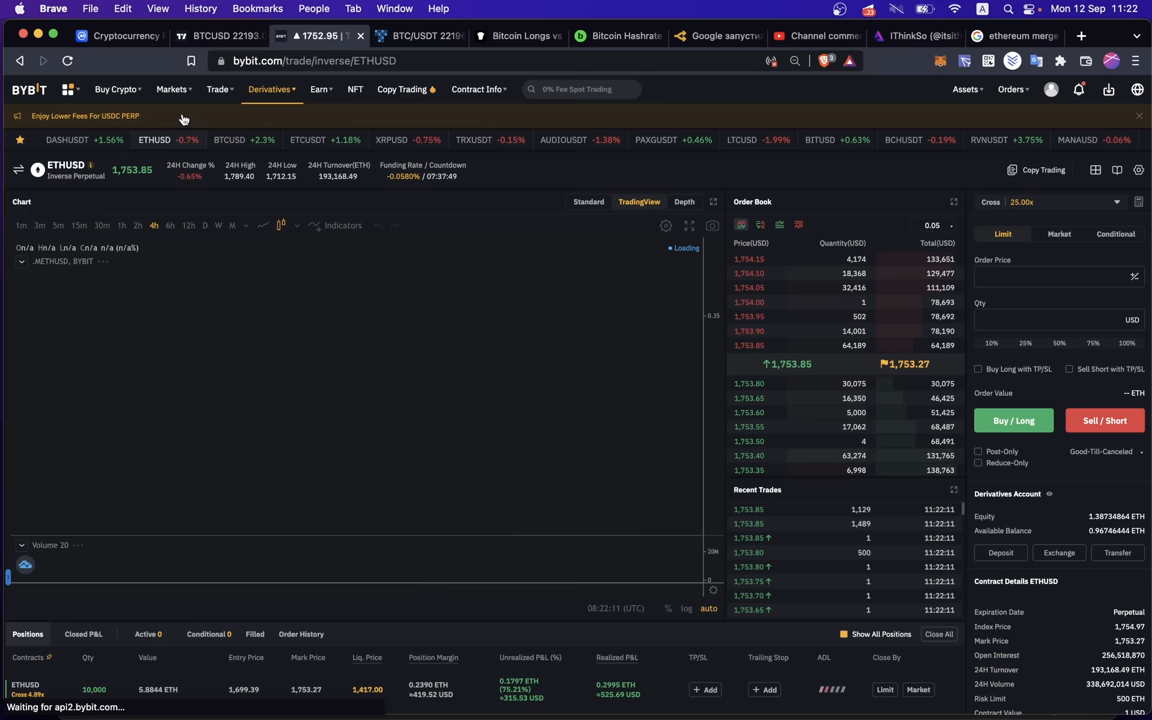 Brave File Edit View History Bookmarks People Tab Window Help Mon 12 Sep 11:22
Cryptocurrency BTCUSD 22193.0 ▲ 1752.95 | T BTC/USDT 2219 Bitcoin Longs vs Bitcoin Hashrate Google запусти Channel comme IThinkSo (@itsith ethereum merge
bybit.com/trade/inverse/ETHUSD
BYBIT Buy Crypto Markets Trade Derivatives Earn NFT Copy Trading Contract Info 0% Fee Spot Trading Assets Orders
Enjoy Lower Fees For USDC PERP
DASHUSDT +1.56% ETHUSD -0.7% BTCUSD +2.3% ETCUSDT +1.18% XRPUSD -0.75% TRXUSDT -0.15% AUDIOUSDT -1.38% PAXGUSDT +0.46% LTCUSD -1.99% BITUSD +0.63% BCHUSDT -0.19% RVNUSDT +3.75% MANAUSD -0.06%
ETHUSD
Inverse Perpetual
1,753.85
24H Change % 24H High 24H Low 24H Turnover(ETH) Funding Rate / Countdown
-0.65% 1,789.40 1,712.15 193,168.49 -0.0580% / 07:37:49
Copy Trading
Chart Standard TradingView Depth
1m 3m 5m 15m 30m 1h 2h 4h 6h 12h D W M Indicators
On/a Hn/a Ln/a Cn/a n/a (n/a%)
Loading
.METHUSD, BYBIT
0.35
Volume 20
20M
0
08:22:11 (UTC) % log auto
Order Book
0.05
Price(USD) Quantity(USD) Total(USD)
1,754.15 4,174 133,651
1,754.10 18,368 129,477
1,754.05 32,416 111,109
1,754.00 1 78,693
1,753.95 502 78,692
1,753.90 14,001 78,190
1,753.85 64,189 64,189
↑1,753.85 1,753.27
1,753.80 30,075 30,075
1,753.65 16,350 46,425
1,753.60 5,000 51,425
1,753.55 17,062 68,487
1,753.50 4 68,491
1,753.40 63,274 131,765
1,753.35 6,998 138,763
Recent Trades
1,753.85 1,129 11:22:11
1,753.85 1,489 11:22:11
1,753.85 ↑ 1 11:22:11
1,753.80 500 11:22:11
1,753.80 ↑ 1 11:22:11
1,753.75 ↑ 1 11:22:11
1,753.70 ↑ 1 11:22:11
1,753.65 ↑ 1 11:22:11
Cross 25.00x
Limit Market Conditional
Order Price
Qty
USD
10% 25% 50% 75% 100%
Buy Long with TP/SL Sell Short with TP/SL
Order Value -- ETH
Buy / Long Sell / Short
Post-Only Good-Till-Canceled
Reduce-Only
Derivatives Account
Equity 1.38734864 ETH
Available Balance 0.96746444 ETH
Deposit Exchange Transfer
Contract Details ETHUSD
Expiration Date Perpetual
Index Price 1,754.97
Mark Price 1,753.27
Open Interest 256,518,870
24H Turnover 193,168.49 ETH
24H Volume 338,692,014 USD
Risk Limit 500 ETH
Contract Value 1 USD
Positions Closed P&L Active 0 Conditional 0 Filled Order History Show All Positions Close All
Contracts Qty Value Entry Price Mark Price Liq. Price Position Margin Unrealized P&L (%) Realized P&L TP/SL Trailing Stop ADL Close By
ETHUSD
Cross 4.89x
10,000 5.8844 ETH 1,699.39 1,753.27 1,417.00
0.2390 ETH
≈419.52 USD
0.1797 ETH
(75.21%)
≈315.53 USD
0.2995 ETH
≈525.69 USD
+ Add + Add Limit Market
Waiting for api2.bybit.com...